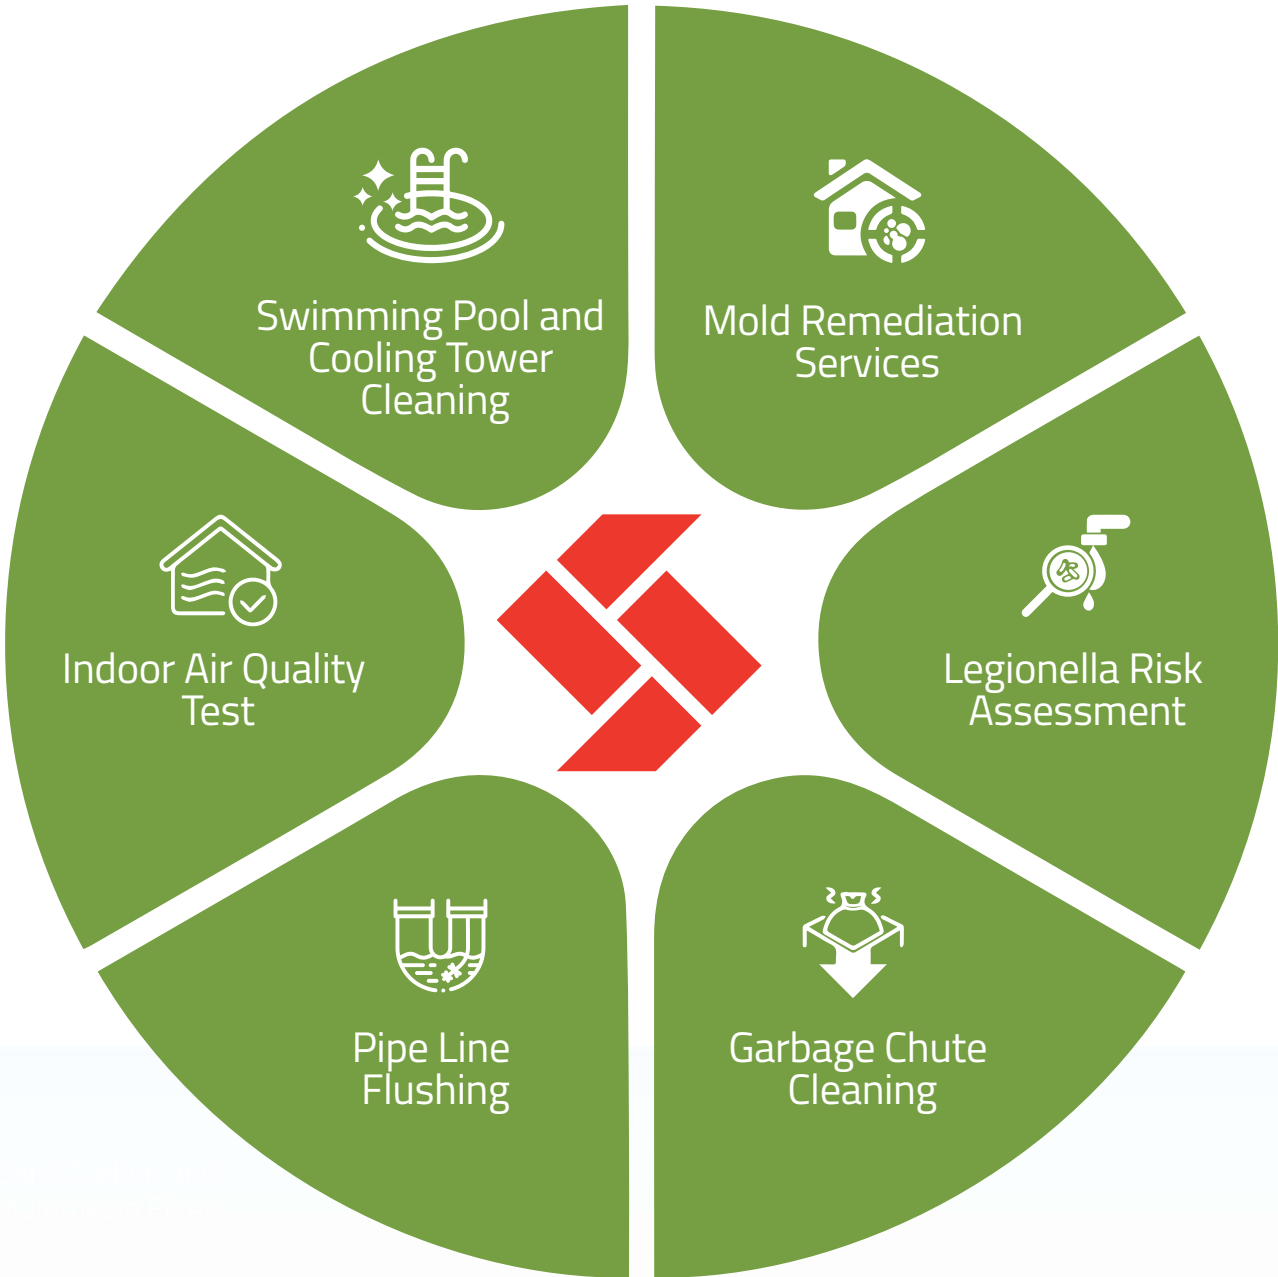 Swimming Pool and
Cooling Tower
Cleaning
Mold Remediation
Services
Indoor Air Quality
Test
Legionella Risk
Assessment
Pipe Line
Flushing
Garbage Chute
Cleaning